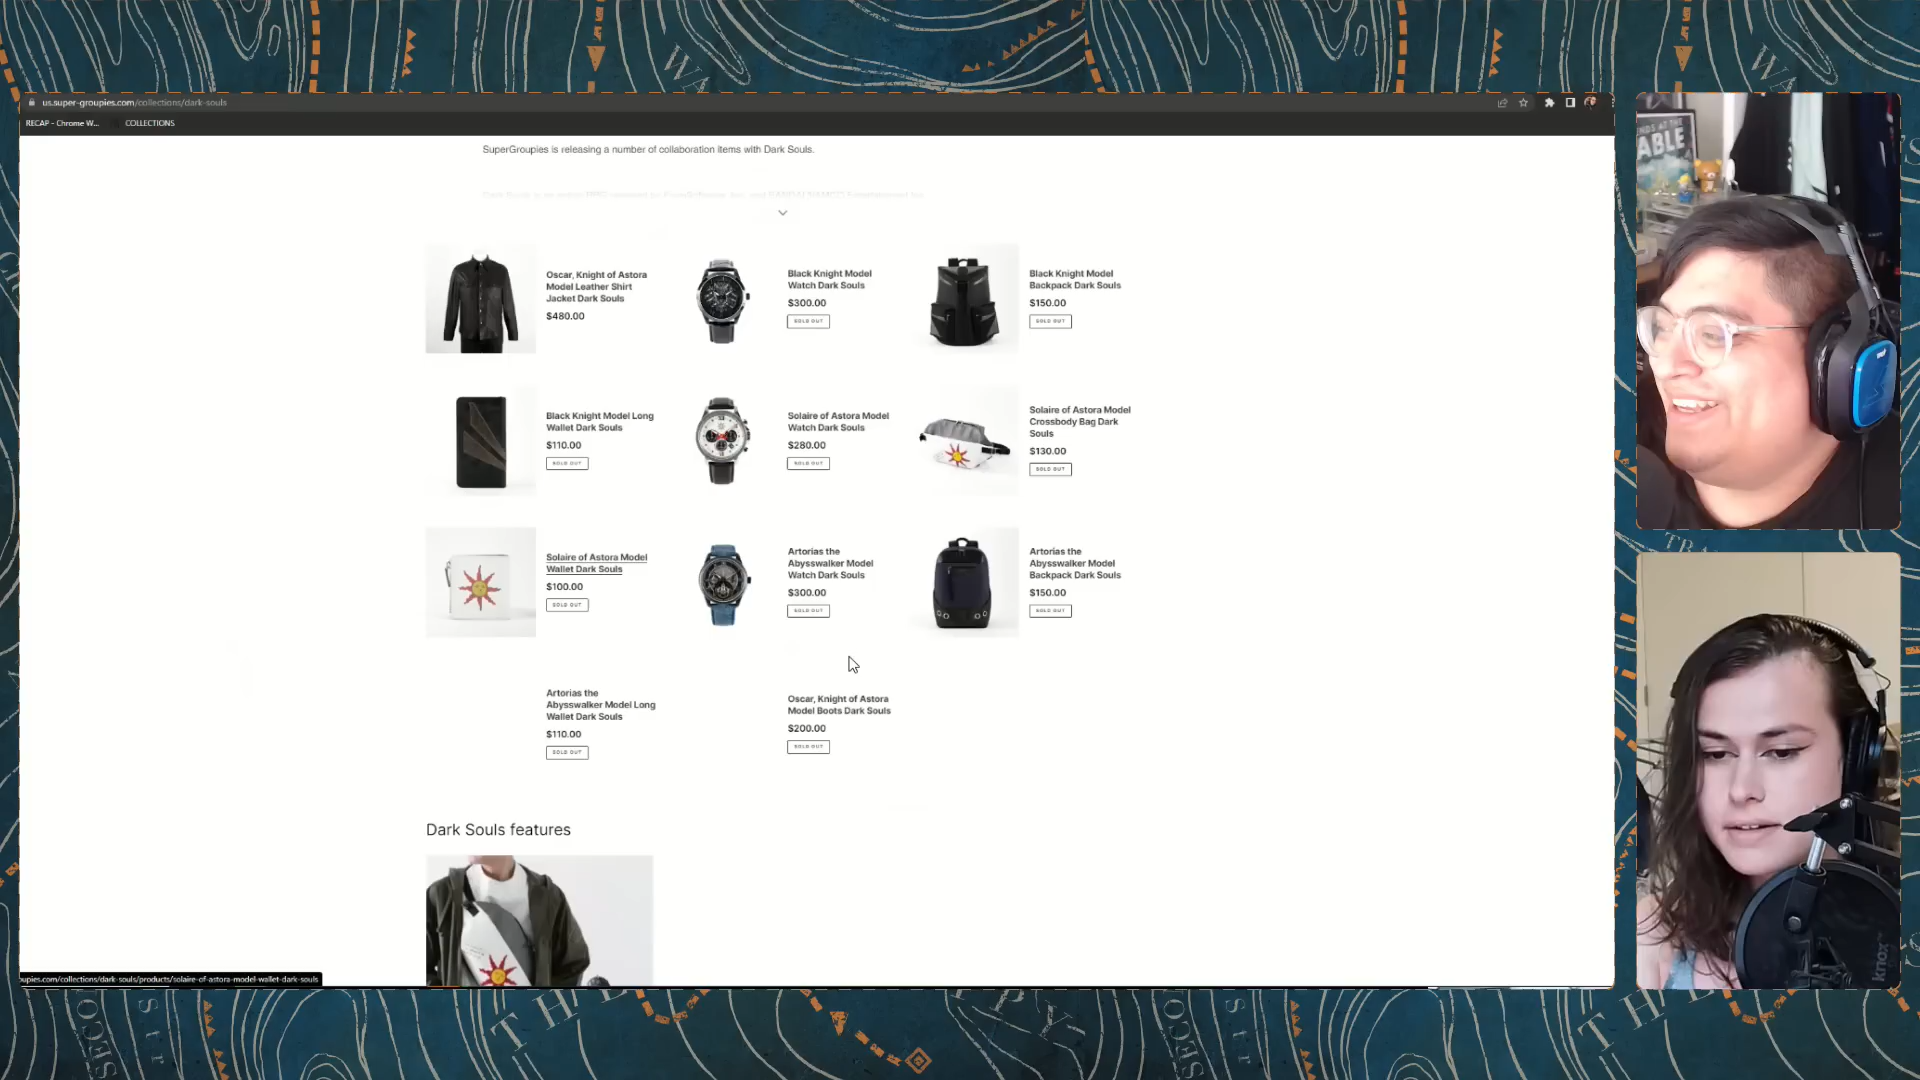 us.super-groupies.com/collections/dark-souls
RECAP - Chrome W...
COLLECTIONS
SuperGroupies is releasing a number of collaboration items with Dark Souls.
Oscar, Knight of Astora
Model Leather Shirt
Jacket Dark Souls
$480.00
Black Knight Model
Watch Dark Souls
$300.00
SOLD OUT
Black Knight Model
Backpack Dark Souls
$150.00
SOLD OUT
Black Knight Model Long
Wallet Dark Souls
$110.00
SOLD OUT
Solaire of Astora Model
Watch Dark Souls
$280.00
SOLD OUT
Solaire of Astora Model
Crossbody Bag Dark
Souls
$130.00
SOLD OUT
Solaire of Astora Model
Wallet Dark Souls
$100.00
SOLD OUT
Artorias the
Abysswalker Model
Watch Dark Souls
$300.00
SOLD OUT
Artorias the
Abysswalker Model
Backpack Dark Souls
$150.00
SOLD OUT
Artorias the
Abysswalker Model Long
Wallet Dark Souls
$110.00
SOLD OUT
Oscar, Knight of Astora
Model Boots Dark Souls
$200.00
SOLD OUT
Dark Souls features
upies.com/collections/dark-souls/products/solaire-of-astora-model-wallet-dark-souls
ABLE
knox